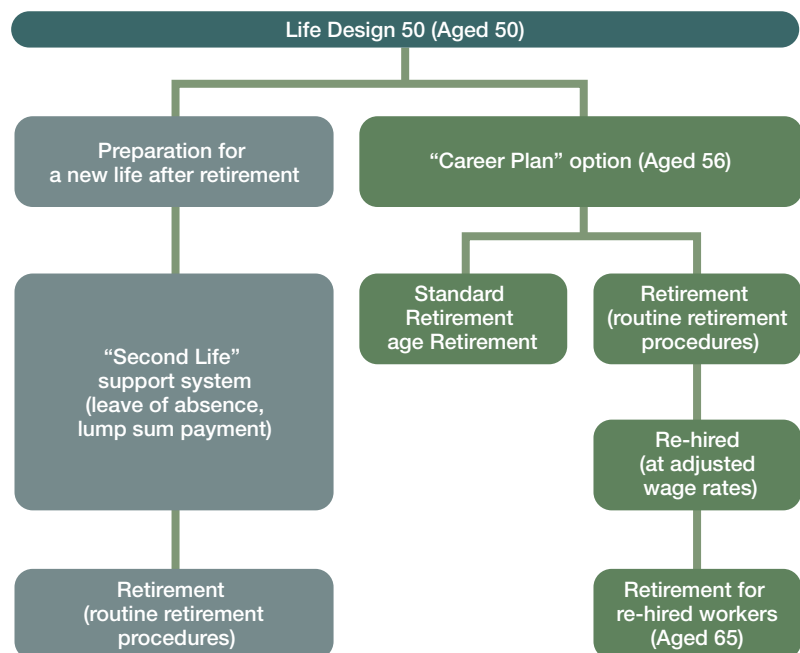 Life Design 50 (Aged 50)
Preparation for
a new life after retirement
“Career Plan” option (Aged 56)
“Second Life”
support system
(leave of absence,
lump sum payment)
Standard
Retirement
age Retirement
Retirement
(routine retirement
procedures)
Re-hired
(at adjusted
wage rates)
Retirement
(routine retirement
procedures)
Retirement for
re-hired workers
(Aged 65)